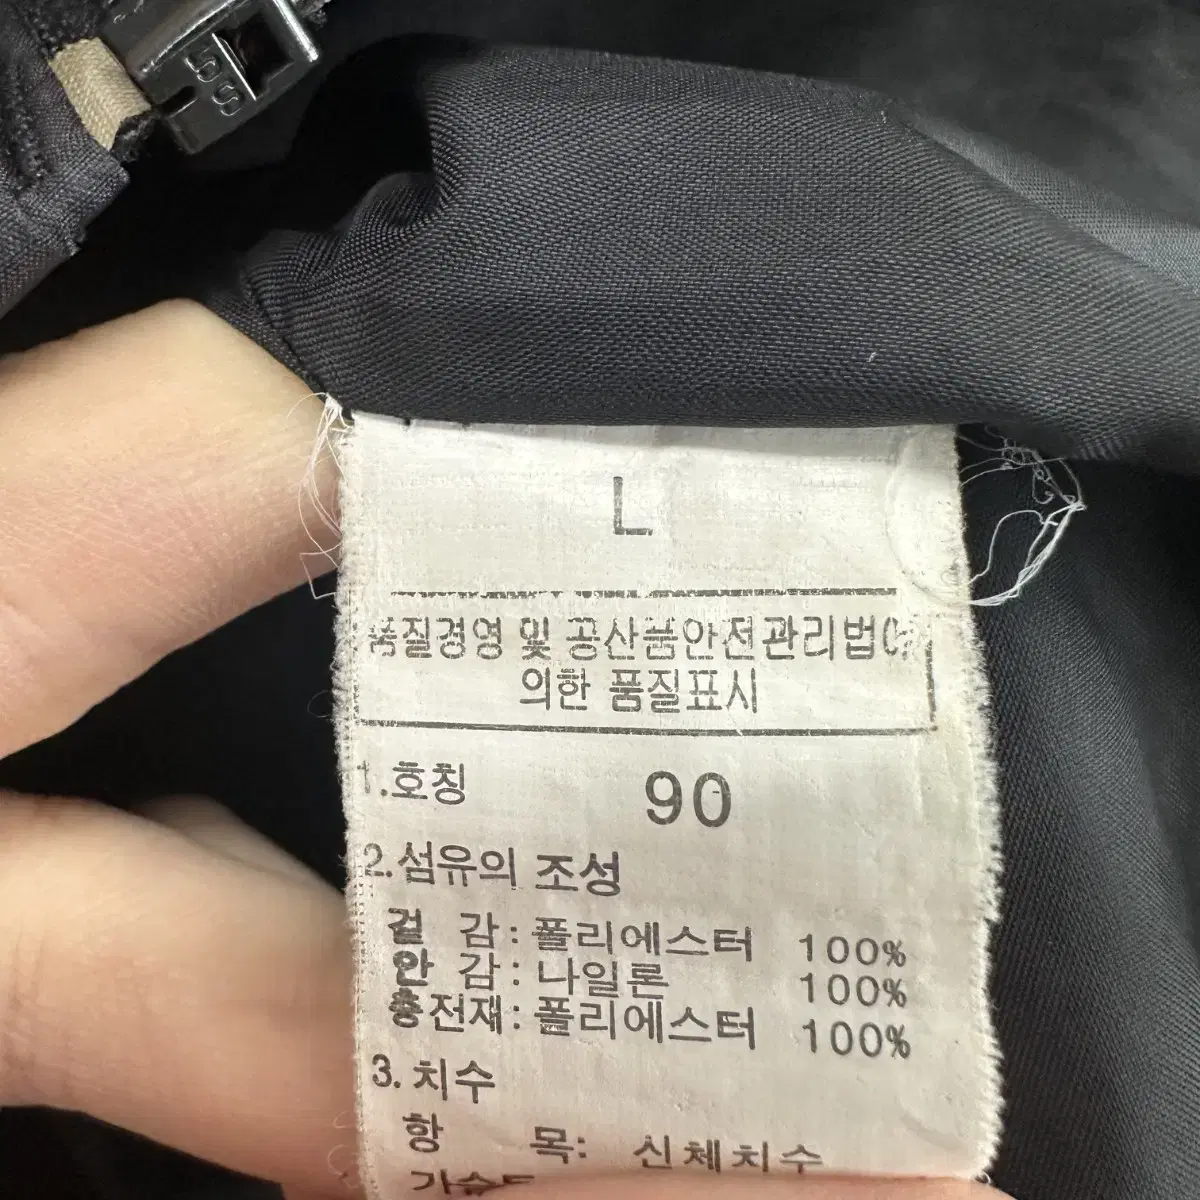 SS
L
품질경영 및 공산품안전관리법에
의한 품질표시
1.호칭 90
2.섬유의 조성
겉 감:폴리에스터 100%
안 감:나일론 100%
충전재:폴리에스터 100%
3.치수
항 목: 신체치수